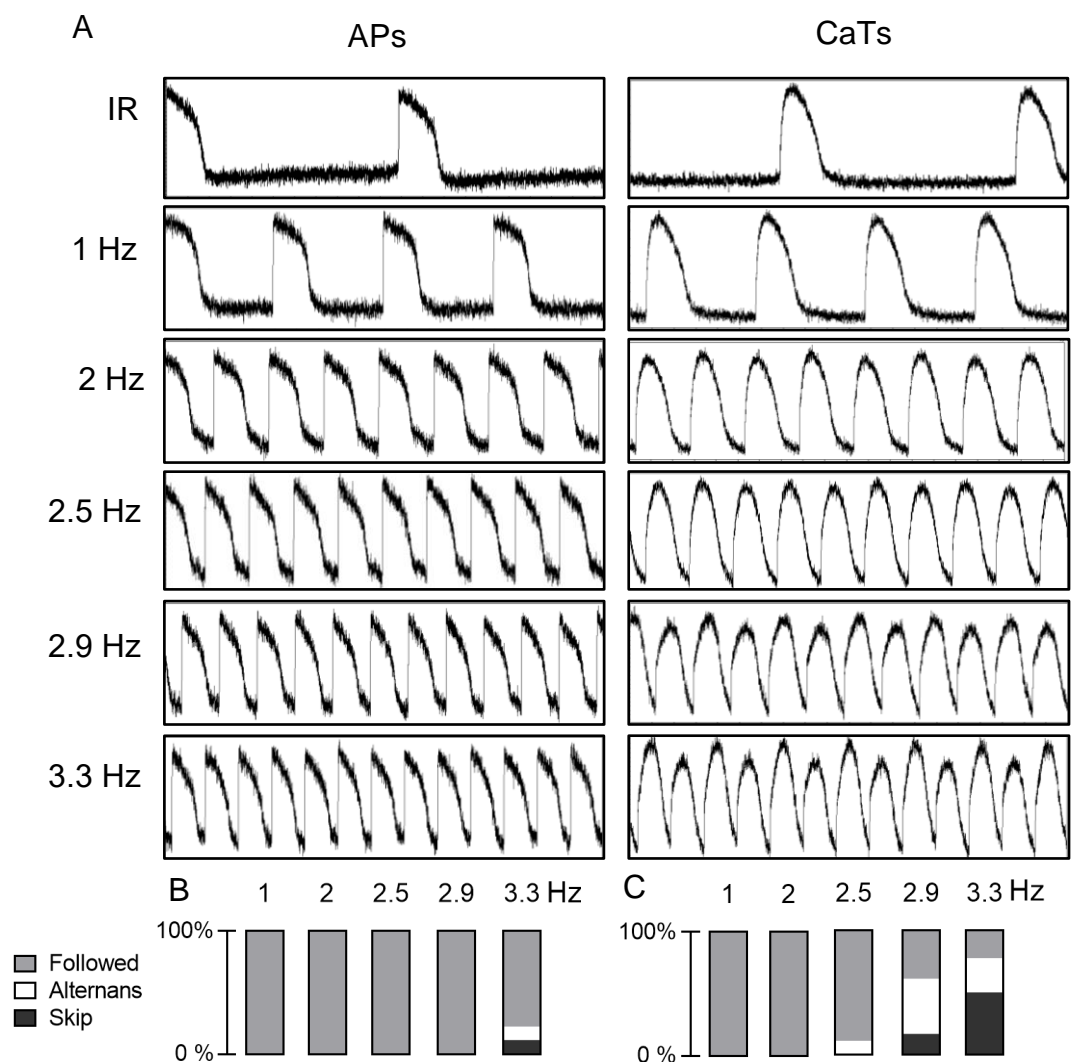 A
APs
CaTs
IR
1 Hz
2 Hz
2.5 Hz
2.9 Hz
3.3 Hz
B
1 2 2.5 2.9 3.3 Hz
100%
0 %
Followed
Alternans
Skip
C
1 2 2.5 2.9 3.3 Hz
100%
0 %